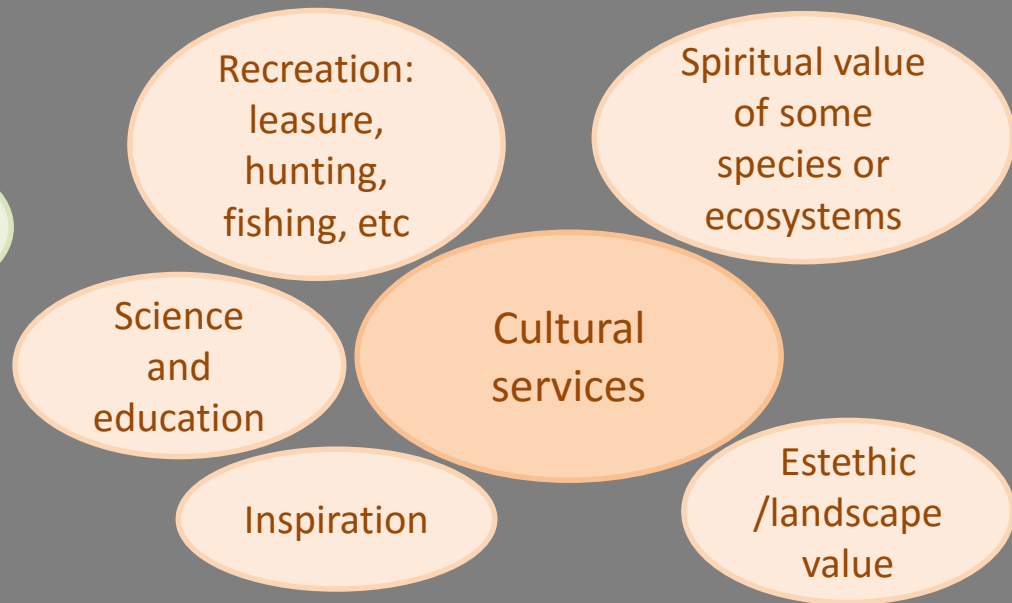 Recreation:
leasure,
hunting,
fishing, etc
Spiritual value
of some
species or
ecosystems
Science
and
education
Cultural
services
Inspiration
Estethic
/landscape
value